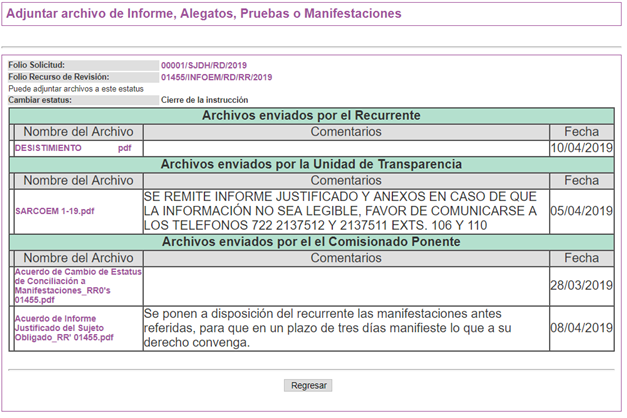 Adjuntar archivo de Informe, Alegatos, Pruebas o Manifestaciones
Folio Solicitud: 00001/SJDH/RD/2019
Folio Recurso de Revisión: 01455/INFOEM/RD/RR/2019
Puede adjuntar archivos a este estatus
Cambiar estatus: Cierre de la instrucción
Archivos enviados por el Recurrente
Nombre del Archivo Comentarios Fecha
DESISTIMIENTO pdf 10/04/2019
Archivos enviados por la Unidad de Transparencia
Nombre del Archivo Comentarios Fecha
SARCOEM 1-19.pdf
SE REMITE INFORME JUSTIFICADO Y ANEXOS EN CASO DE QUE
LA INFORMACIÓN NO SEA LEGIBLE, FAVOR DE COMUNICARSE A
LOS TELEFONOS 722 2137512 Y 2137511 EXTS. 106 Y 110
05/04/2019
Archivos enviados por el el Comisionado Ponente
Nombre del Archivo Comentarios Fecha
Acuerdo de Cambio de Estatus
de Conciliación a
Manifestaciones_RR0's
01455.pdf
28/03/2019
Acuerdo de Informe
Justificado del Sujeto
Obligado_RR' 01455.pdf
Se ponen a disposición del recurrente las manifestaciones antes
referidas, para que en un plazo de tres días manifieste lo que a su
derecho convenga.
08/04/2019
Regresar